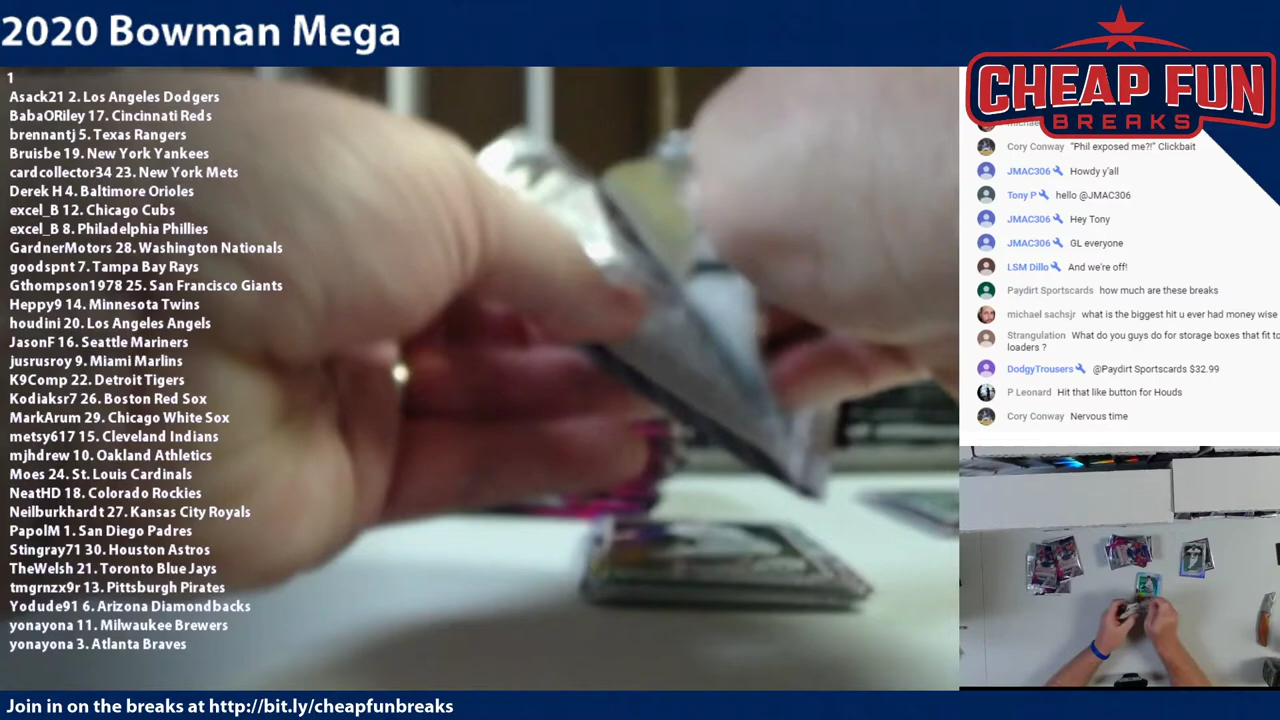 2020 Bowman Mega
1
Asack21 2. Los Angeles Dodgers
BabaORiley 17. Cincinnati Reds
brennantj 5. Texas Rangers
Bruisbe 19. New York Yankees
cardcollector34 23. New York Mets
Derek H 4. Baltimore Orioles
excel_B 12. Chicago Cubs
excel_B 8. Philadelphia Phillies
GardnerMotors 28. Washington Nationals
goodspnt 7. Tampa Bay Rays
Gthompson1978 25. San Francisco Giants
Heppy9 14. Minnesota Twins
houdini 20. Los Angeles Angels
JasonF 16. Seattle Mariners
jusrusroy 9. Miami Marlins
K9Comp 22. Detroit Tigers
Kodiaksr7 26. Boston Red Sox
MarkArum 29. Chicago White Sox
metsy617 15. Cleveland Indians
mjhdrew 10. Oakland Athletics
Moes 24. St. Louis Cardinals
NeatHD 18. Colorado Rockies
Neilburkhardt 27. Kansas City Royals
PapolM 1. San Diego Padres
Stingray71 30. Houston Astros
TheWelsh 21. Toronto Blue Jays
tmgrnzx9r 13. Pittsburgh Pirates
Yodude91 6. Arizona Diamondbacks
yonayona 11. Milwaukee Brewers
yonayona 3. Atlanta Braves
CHEAP FUN
BREAKS
Cory Conway "Phil exposed me?!" Clickbait
JMAC306 Howdy y'all
Tony P hello @JMAC306
JMAC306 Hey Tony
JMAC306 GL everyone
LSM Dillo And we're off!
Paydirt Sportscards how much are these breaks
michael sachsjr what is the biggest hit u ever had money wise
Strangulation What do you guys do for storage boxes that fit to
loaders ?
DodgyTrousers @Paydirt Sportscards $32.99
P Leonard Hit that like button for Houds
Cory Conway Nervous time
Join in on the breaks at http://bit.ly/cheapfunbreaks